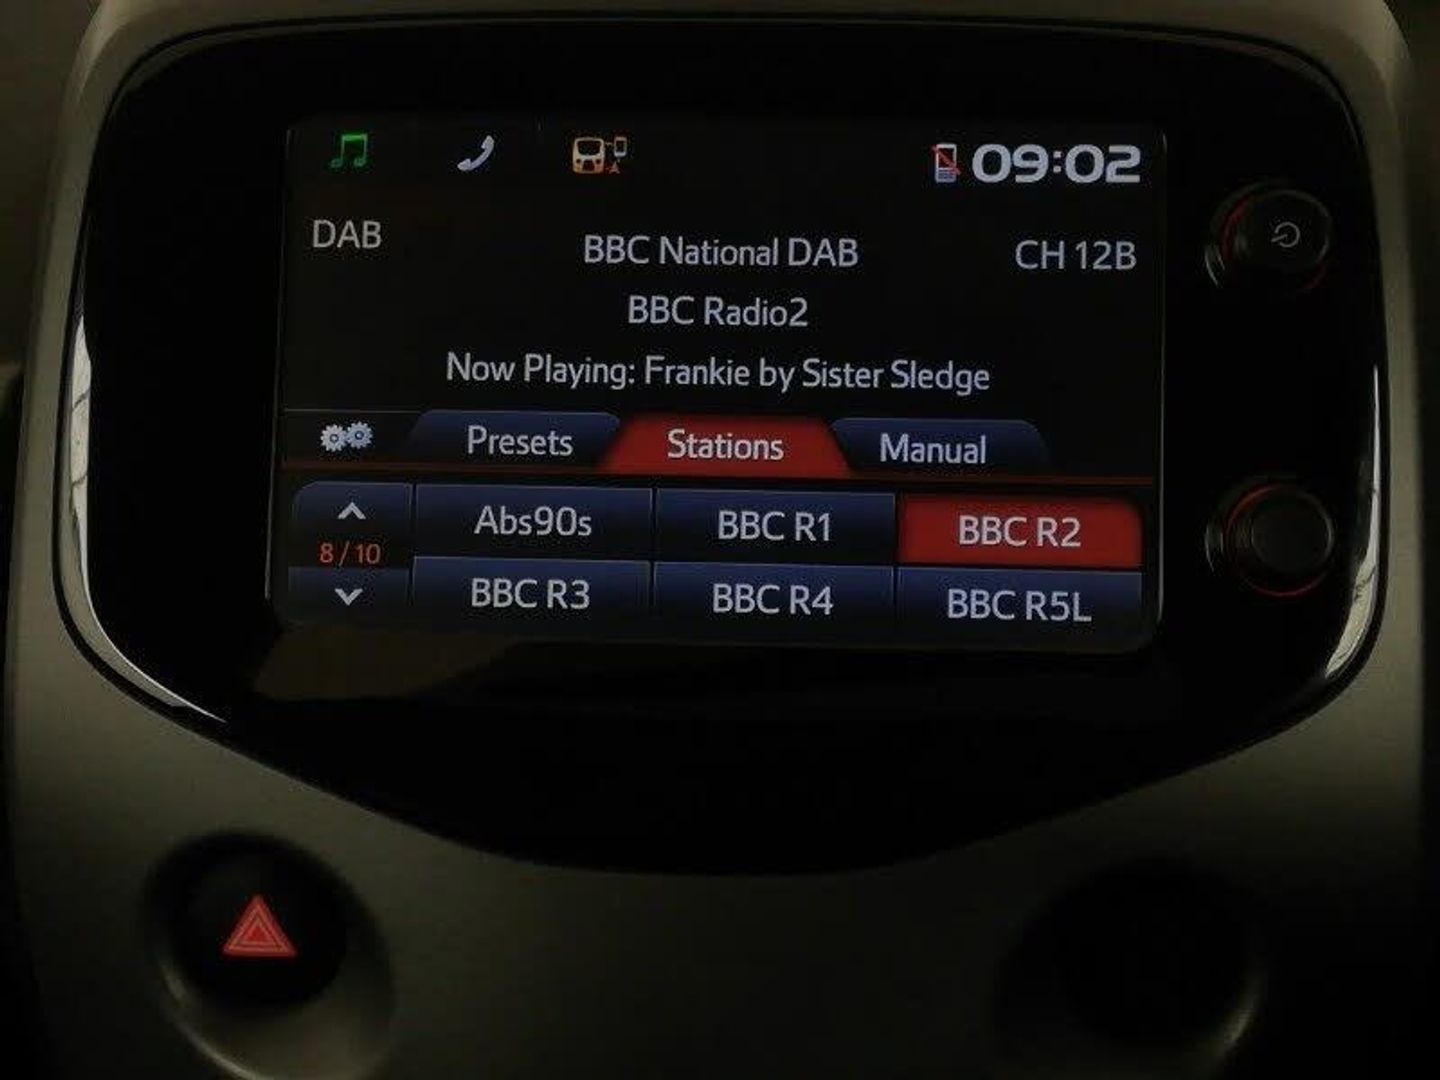 09:02
DAB
BBC National DAB
CH 12B
BBC Radio2
Now Playing: Frankie by Sister Sledge
Presets
Stations
Manual
Abs90s
BBC R1
BBC R2
8/10
BBC R3
BBC R4
BBC R5L